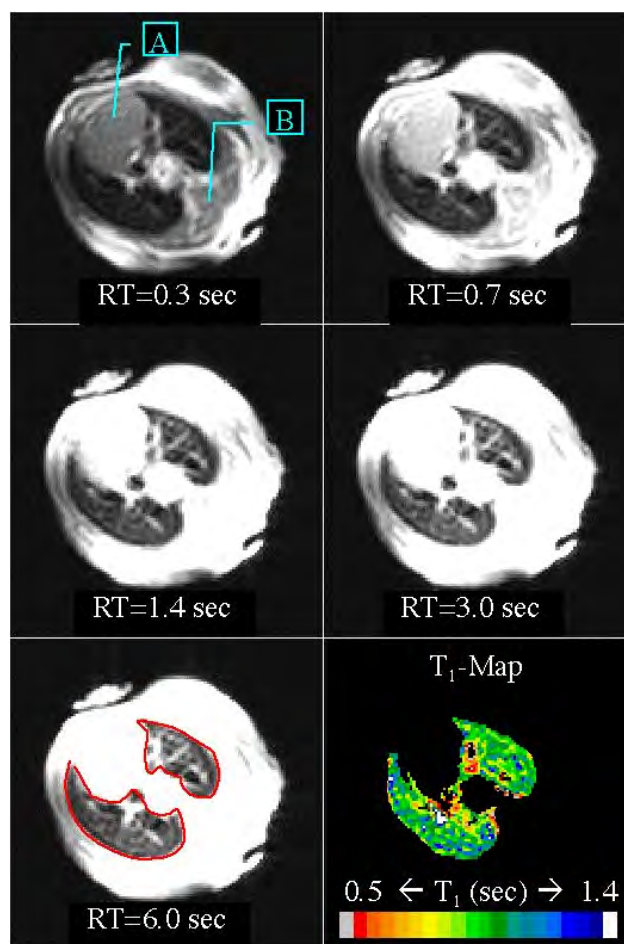 A
B
RT=0.3 sec
RT=0.7 sec
RT=1.4 sec
RT=3.0 sec
T₁-Map
RT=6.0 sec
0.5 ← T₁ (sec) → 1.4